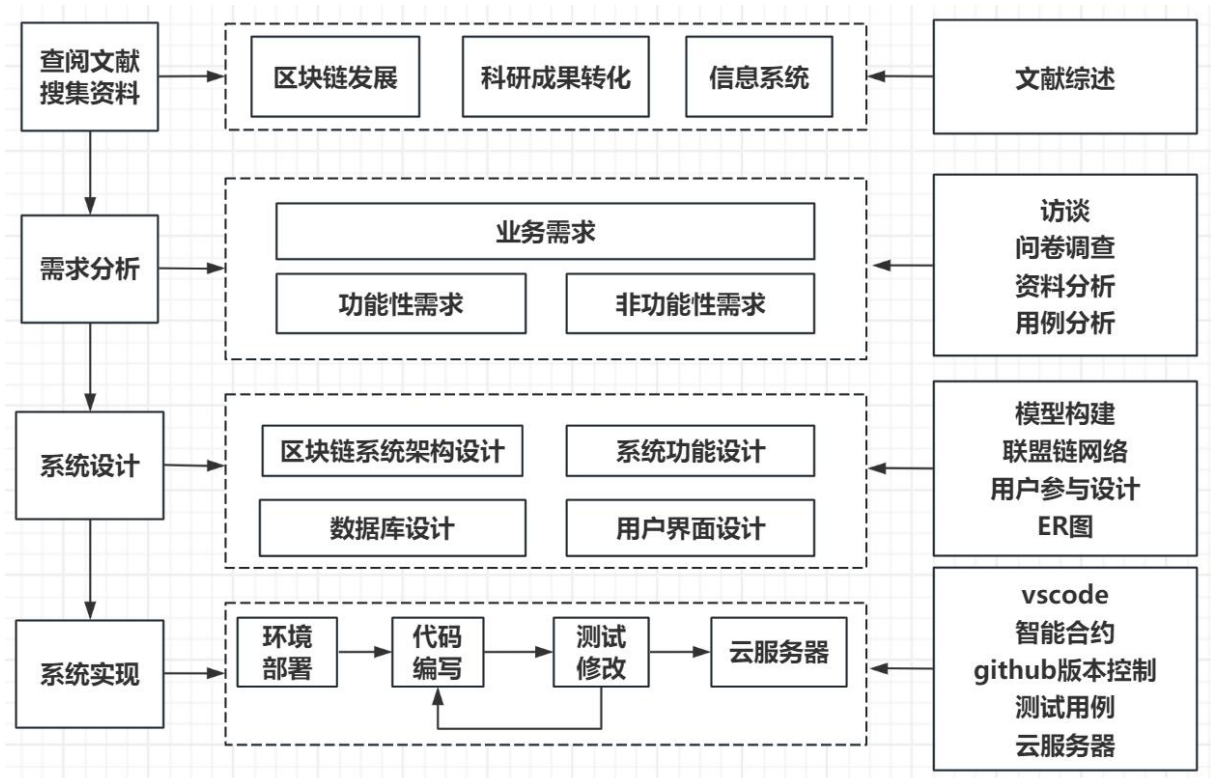 查阅文献
搜集资料
区块链发展
科研成果转化
信息系统
文献综述
需求分析
业务需求
功能性需求
非功能性需求
访谈
问卷调查
资料分析
用例分析
系统设计
区块链系统架构设计
系统功能设计
数据库设计
用户界面设计
模型构建
联盟链网络
用户参与设计
ER图
系统实现
环境
部署
代码
编写
测试
修改
云服务器
vscode
智能合约
github版本控制
测试用例
云服务器